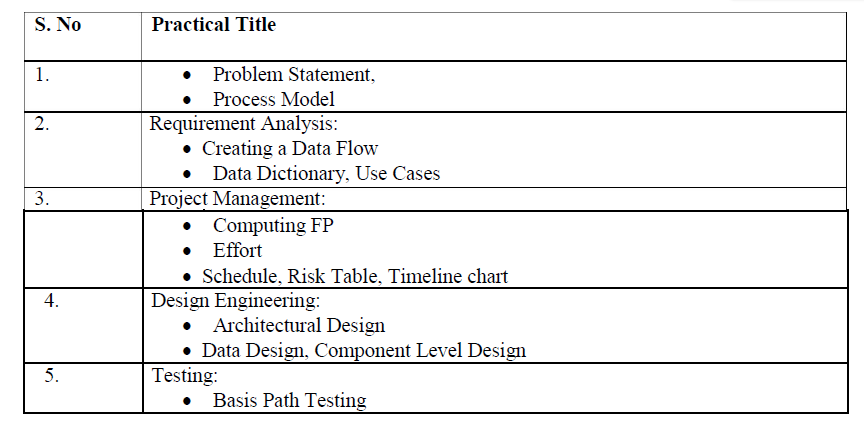 S. No Practical Title
1. • Problem Statement,
• Process Model
2. Requirement Analysis:
• Creating a Data Flow
• Data Dictionary, Use Cases
3. Project Management:
• Computing FP
• Effort
• Schedule, Risk Table, Timeline chart
4. Design Engineering:
• Architectural Design
• Data Design, Component Level Design
5. Testing:
• Basis Path Testing